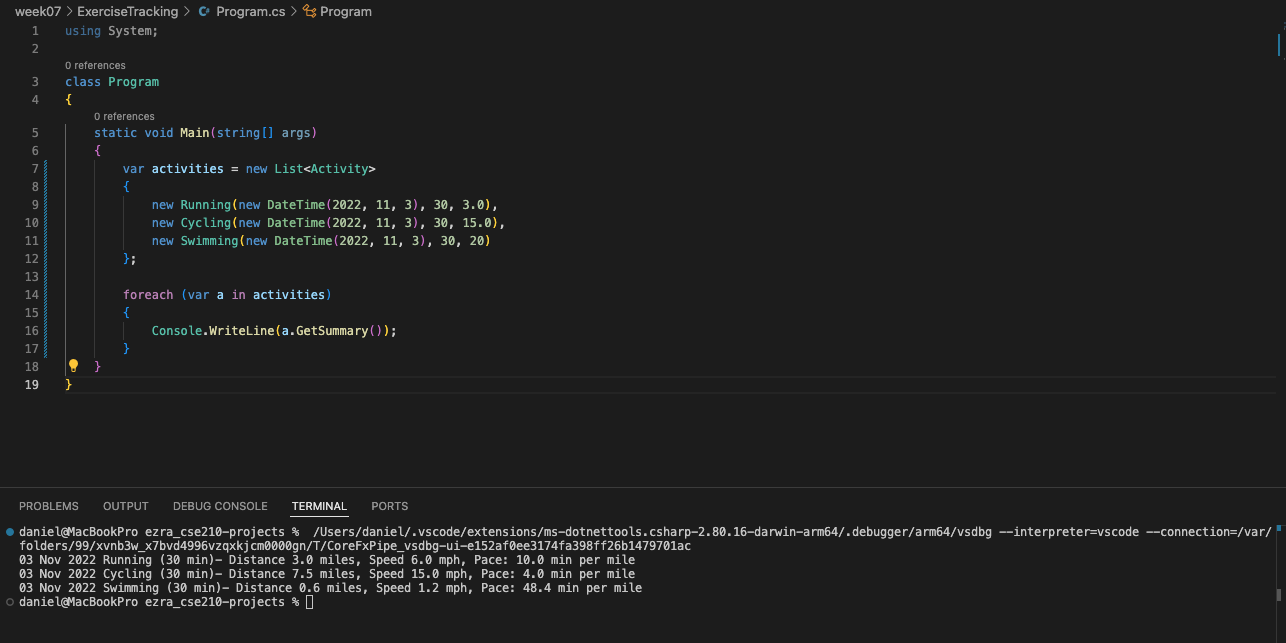 week07 > ExerciseTracking > Program.cs > Program
1 using System;
2
0 references
3 class Program
4 {
0 references
5 static void Main(string[] args)
6 {
7 var activities = new List<Activity>
8 {
9 new Running(new DateTime(2022, 11, 3), 30, 3.0),
10 new Cycling(new DateTime(2022, 11, 3), 30, 15.0),
11 new Swimming(new DateTime(2022, 11, 3), 30, 20)
12 };
13
14 foreach (var a in activities)
15 {
16 Console.WriteLine(a.GetSummary());
17 }
18 }
19 }
PROBLEMS OUTPUT DEBUG CONSOLE TERMINAL PORTS
daniel@MacBookPro ezra_cse210-projects % /Users/daniel/.vscode/extensions/ms-dotnettools.csharp-2.80.16-darwin-arm64/.debugger/arm64/vsdbg --interpreter=vscode --connection=/var/
folders/99/xvnb3w_x7bvd4996vzqxkjcm0000gn/T/CoreFxPipe_vsdbg-ui-e152af0ee3174fa398ff26b1479701ac
03 Nov 2022 Running (30 min)- Distance 3.0 miles, Speed 6.0 mph, Pace: 10.0 min per mile
03 Nov 2022 Cycling (30 min)- Distance 7.5 miles, Speed 15.0 mph, Pace: 4.0 min per mile
03 Nov 2022 Swimming (30 min)- Distance 0.6 miles, Speed 1.2 mph, Pace: 48.4 min per mile
daniel@MacBookPro ezra_cse210-projects %